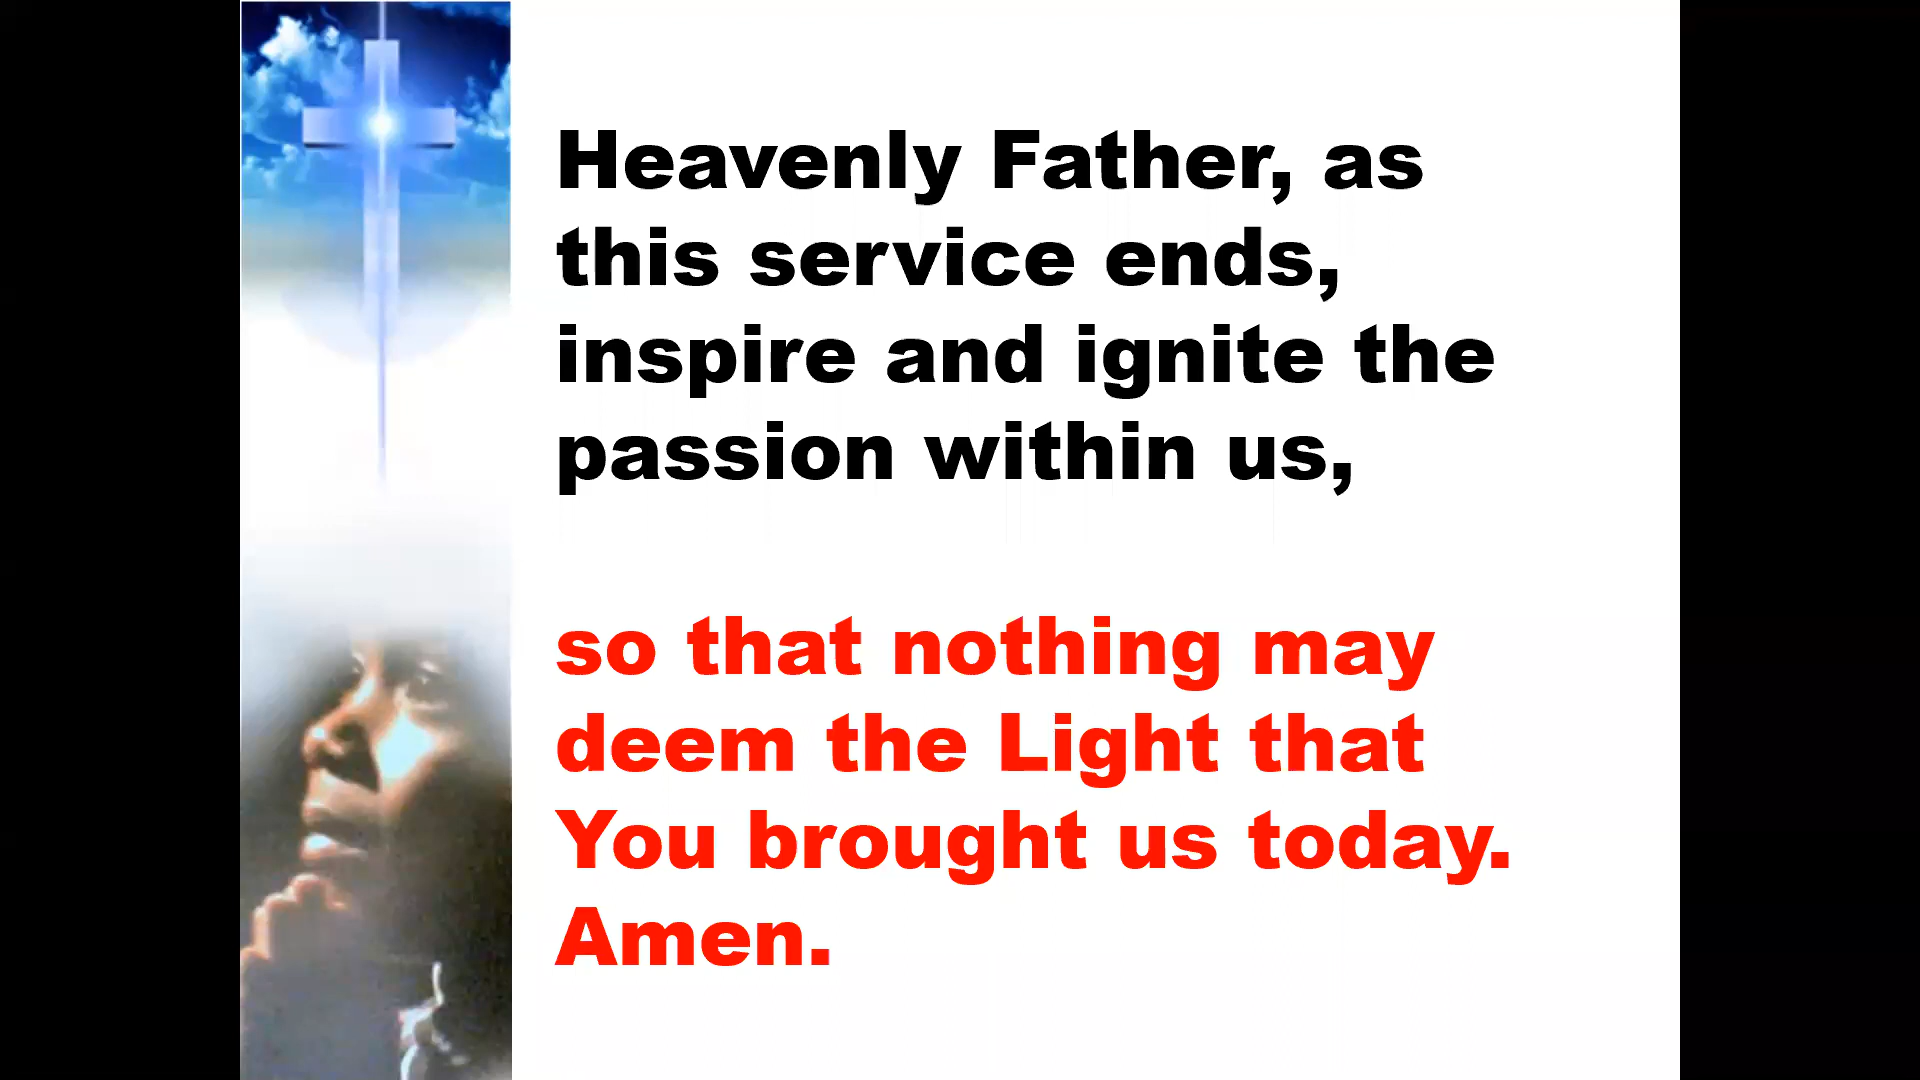 Heavenly Father, as
this service ends,
inspire and ignite the
passion within us,
so that nothing may
deem the Light that
You brought us today.
Amen.